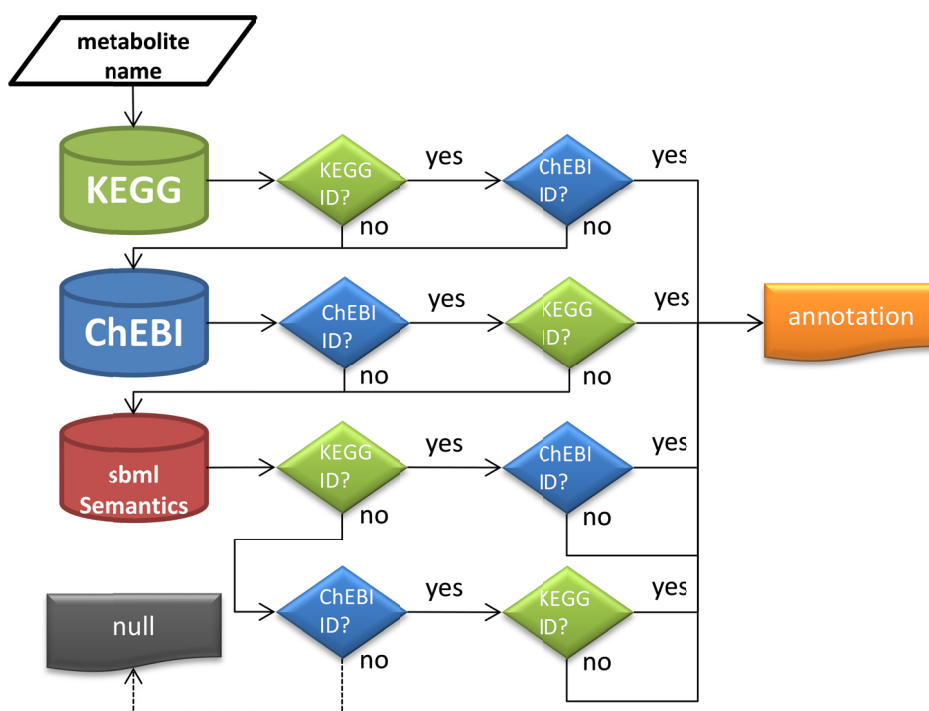 metabolite
name
KEGG
KEGG
ID?
yes
ChEBI
ID?
yes
no
no
ChEBI
ChEBI
ID?
yes
KEGG
ID?
yes
annotation
no
no
sbml
Semantics
KEGG
ID?
yes
ChEBI
ID?
yes
no
no
null
ChEBI
ID?
yes
KEGG
ID?
yes
no
no